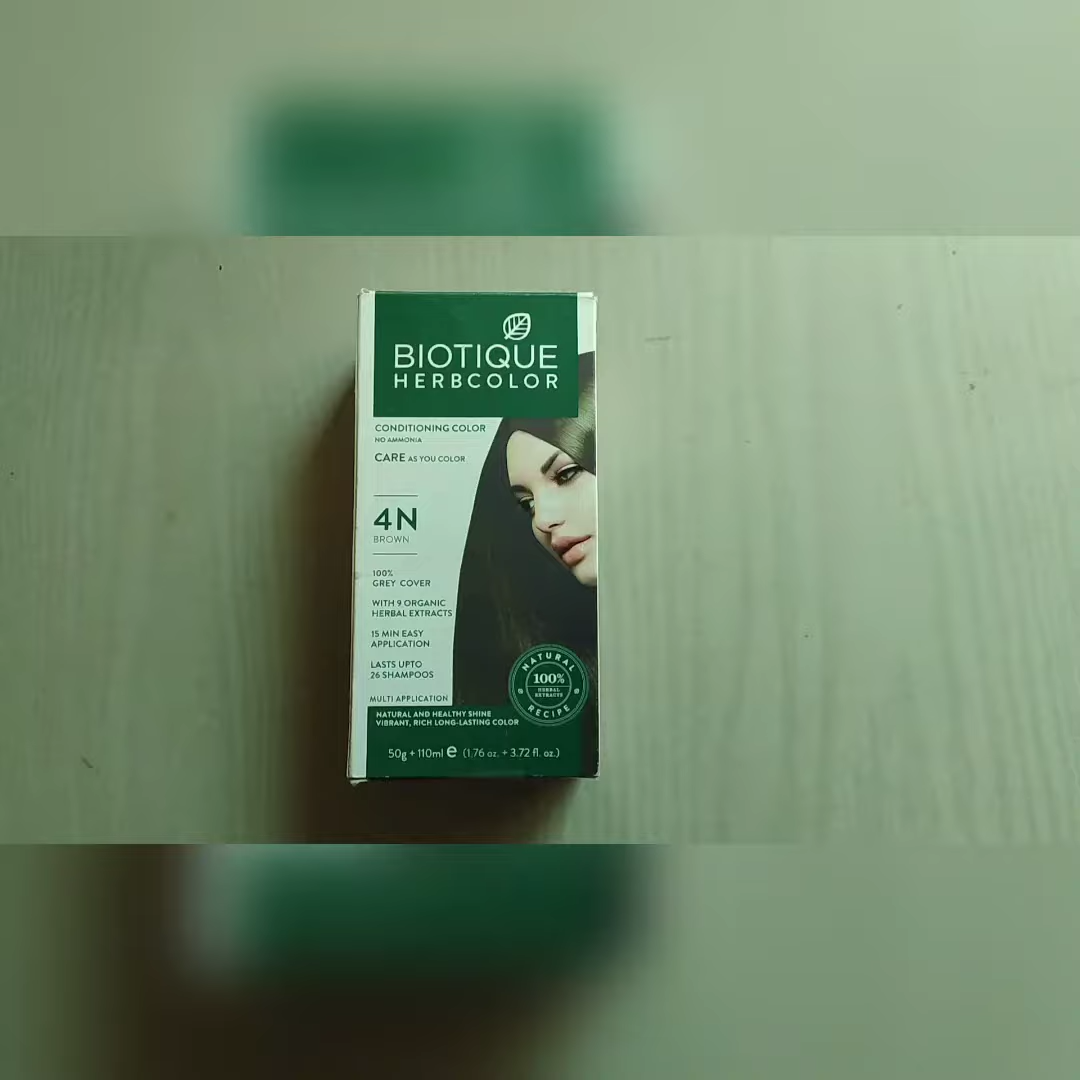 BIOTIQUE
HERBCOLOR
CONDITIONING COLOR
NO AMMONIA
CARE AS YOU COLOR
4N
BROWN
100%
GREY COVER
WITH 9 ORGANIC
HERBAL EXTRACTS
15 MIN EASY
APPLICATION
LASTS UPTO
26 SHAMPOOS
MULTI APPLICATION
NATURAL
100%
HERBAL
EXTRACTS
RECIPE
NATURAL AND HEALTHY SHINE
VIBRANT, RICH LONG-LASTING COLOR
50g + 110ml e (1.76 oz. + 3.72 fl. oz.)